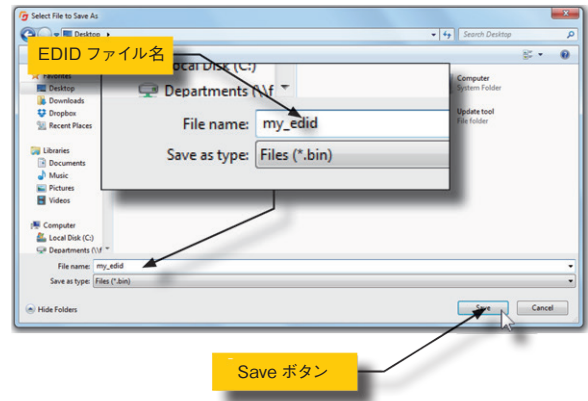 Select File to Save As
Desktop
Search Desktop
EDID ファイル名
Favorites
Desktop
Downloads
Dropbox
Recent Places
Libraries
Documents
Music
Pictures
Videos
Computer
Local Disk (C:)
Departments (\\f
Local Disk (C:)
Departments (\\f
File name: my_edid
Save as type: Files (*.bin)
Computer
System Folder
Update tool
File folder
File name: my_edid
Save as type: Files (*.bin)
Hide Folders
Save
Cancel
Save ボタン